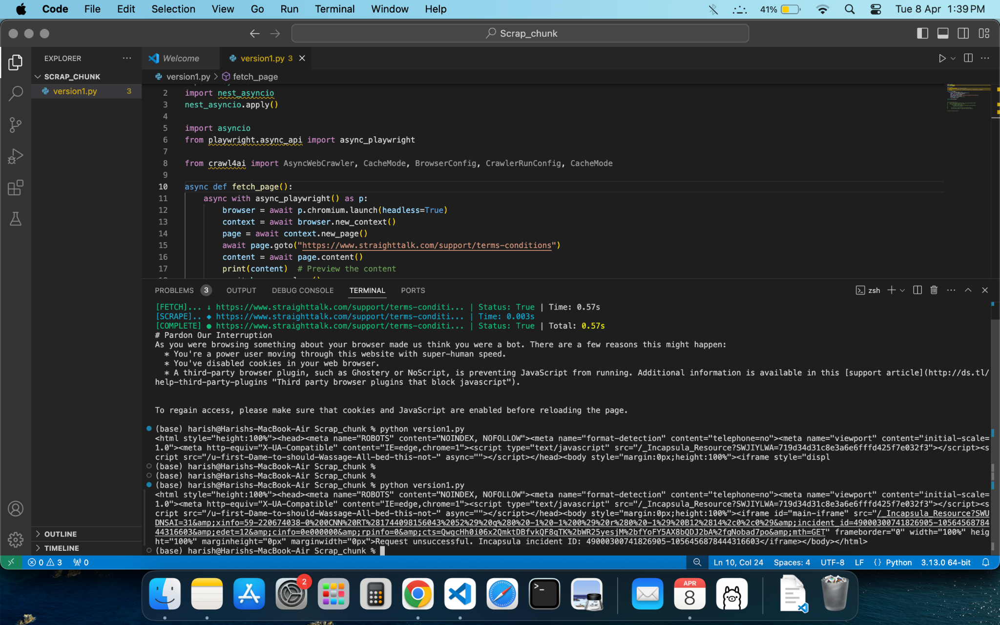 Code File Edit Selection View Go Run Terminal Window Help 41% Tue 8 Apr 1:39 PM
Scrap_chunk
EXPLORER
SCRAP_CHUNK
version1.py 3
OUTLINE
TIMELINE
Welcome version1.py 3
version1.py > fetch_page
2 import nest_asyncio
3 nest_asyncio.apply()
4
5 import asyncio
6 from playwright.async_api import async_playwright
7
8 from crawl4ai import AsyncWebCrawler, CacheMode, BrowserConfig, CrawlerRunConfig, CacheMode
9
10 async def fetch_page():
11 async with async_playwright() as p:
12 browser = await p.chromium.launch(headless=True)
13 context = await browser.new_context()
14 page = await context.new_page()
15 await page.goto("https://www.straighttalk.com/support/terms-conditions")
16 content = await page.content()
17 print(content) # Preview the content
PROBLEMS 3 OUTPUT DEBUG CONSOLE TERMINAL PORTS zsh
[FETCH]... ↓ https://www.straighttalk.com/support/terms-conditi... | Status: True | Time: 0.57s
[SCRAPE].. ◆ https://www.straighttalk.com/support/terms-conditi... | Time: 0.003s
[COMPLETE] ● https://www.straighttalk.com/support/terms-conditi... | Status: True | Total: 0.57s
# Pardon Our Interruption
As you were browsing something about your browser made us think you were a bot. There are a few reasons this might happen:
* You're a power user moving through this website with super-human speed.
* You've disabled cookies in your web browser.
* A third-party browser plugin, such as Ghostery or NoScript, is preventing JavaScript from running. Additional information is available in this [support article](http://ds.tl/
help-third-party-plugins "Third party browser plugins that block javascript").
To regain access, please make sure that cookies and JavaScript are enabled before reloading the page.
(base) harish@Harishs-MacBook-Air Scrap_chunk % python version1.py
<html style="height:100%"><head><meta name="ROBOTS" content="NOINDEX, NOFOLLOW"><meta name="format-detection" content="telephone=no"><meta name="viewport" content="initial-scale=
1.0"><meta http-equiv="X-UA-Compatible" content="IE=edge,chrome=1"><script type="text/javascript" src="/_Incapsula_Resource?SWJIYLWA=719d34d31c8e3a6e6fffd425f7e032f3"></script><s
cript src="/u-first-Dame-to-should-Wassage-All-bed-this-not-" async=""></script></head><body style="margin:0px;height:100%"><iframe style="displ
(base) harish@Harishs-MacBook-Air Scrap_chunk %
(base) harish@Harishs-MacBook-Air Scrap_chunk %
(base) harish@Harishs-MacBook-Air Scrap_chunk % python version1.py
<html style="height:100%"><head><meta name="ROBOTS" content="NOINDEX, NOFOLLOW"><meta name="format-detection" content="telephone=no"><meta name="viewport" content="initial-scale=
1.0"><meta http-equiv="X-UA-Compatible" content="IE=edge,chrome=1"><script type="text/javascript" src="/_Incapsula_Resource?SWJIYLWA=719d34d31c8e3a6e6fffd425f7e032f3"></script><s
cript src="/u-first-Dame-to-should-Wassage-All-bed-this-not-" async=""></script></head><body style="margin:0px;height:100%"><iframe id="main-iframe" src="/_Incapsula_Resource?SWU
DNSAI=31&amp;xinfo=59-220674038-0%200CNN%20RT%281744098156043%2052%29%20q%280%20-1%20-1%200%29%20r%280%20-1%29%20B12%2814%2c0%2c0%29&amp;incident_id=49000300741826905-10564568784
44316603&amp;edet=12&amp;cinfo=0e000000&amp;rpinfo=0&amp;cts=QwgcHh0i06x2QmktDBfvkQF8qTK%2bWR25yesjM%2bfYoFY5AX8bQDJ2bA%2fqNobad7po&amp;mth=GET" frameborder="0" width="100%" heig
ht="100%" marginheight="0px" marginwidth="0px">Request unsuccessful. Incapsula incident ID: 49000300741826905-1056456878444316603</iframe></body></html>
(base) harish@Harishs-MacBook-Air Scrap_chunk %
0 3 0 Ln 10, Col 24 Spaces: 4 UTF-8 LF {} Python 3.13.0 64-bit
2
APR
8